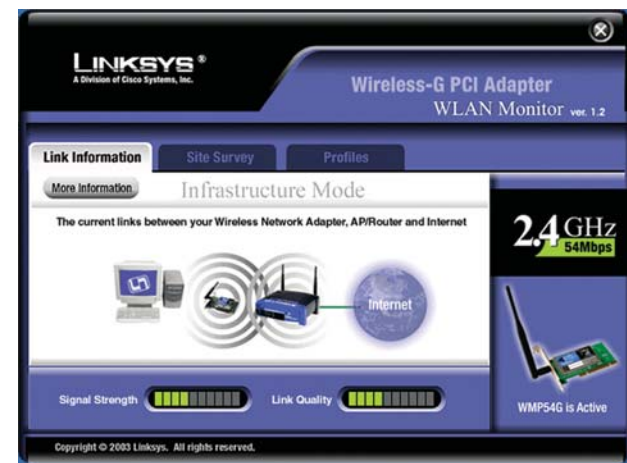 LINKSYS®
A Division of Cisco Systems, Inc.
Wireless-G PCI Adapter
WLAN Monitor ver. 1.2
Link Information
Site Survey
Profiles
More Information
Infrastructure Mode
The current links between your Wireless Network Adapter, AP/Router and Internet
2.4 GHz
54Mbps
Internet
Signal Strength
Link Quality
WMP54G is Active
Copyright © 2003 Linksys. All rights reserved.